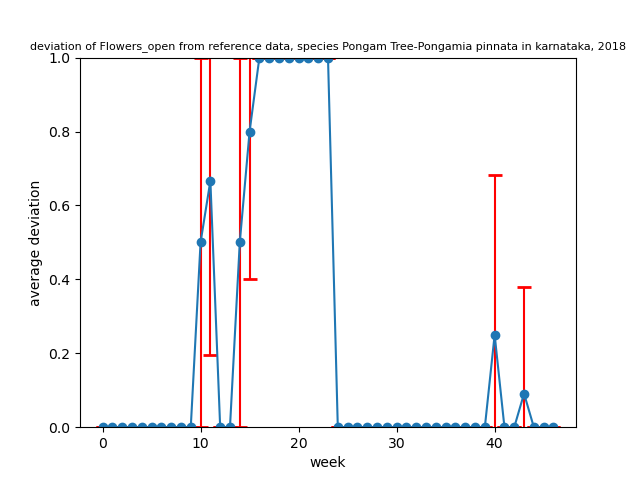 deviation of Flowers_open from reference data, species Pongam Tree-Pongamia pinnata in karnataka, 2018
1.0
0.8
0.6
0.4
0.2
0.0
average deviation
0 10 20 30 40
week